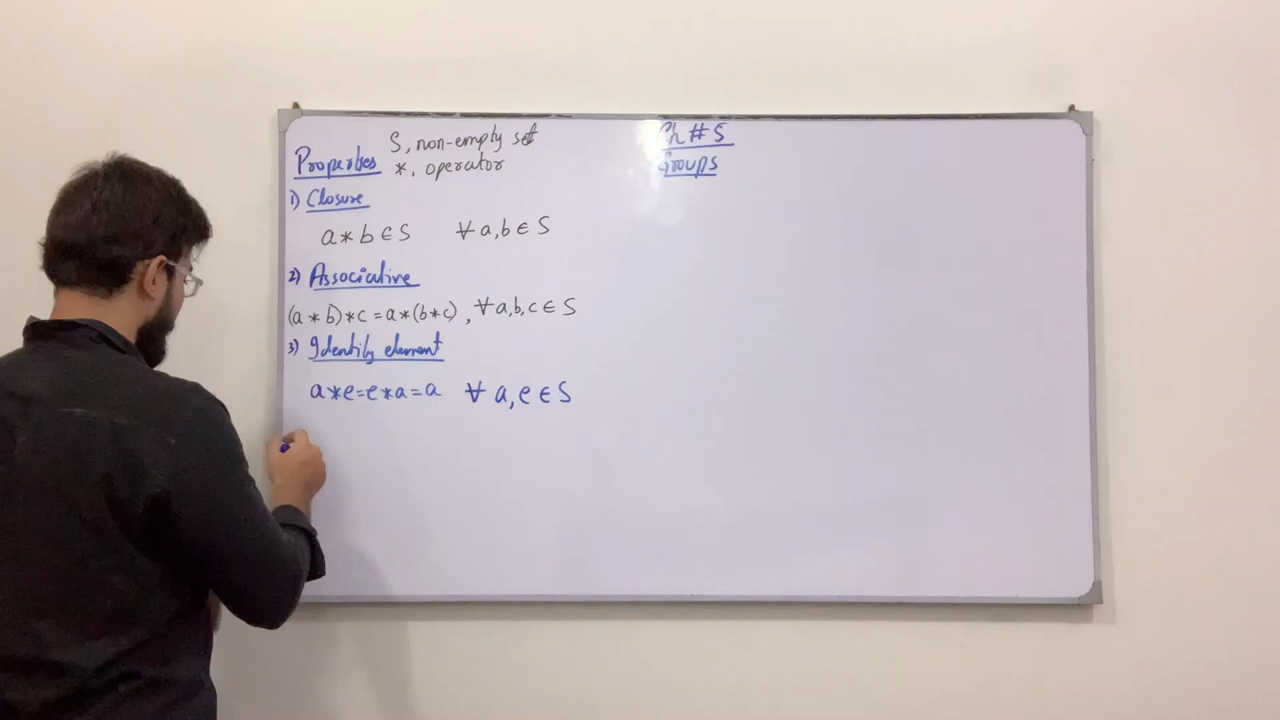 Ch # 5
Groups
S, non-empty set
Properties *, operator
1) Closure
a * b ∈ S ∀ a,b ∈ S
2) Associative
(a * b) * c = a * (b * c) , ∀ a,b,c ∈ S
3) Identity element
a * e = e * a = a ∀ a, e ∈ S